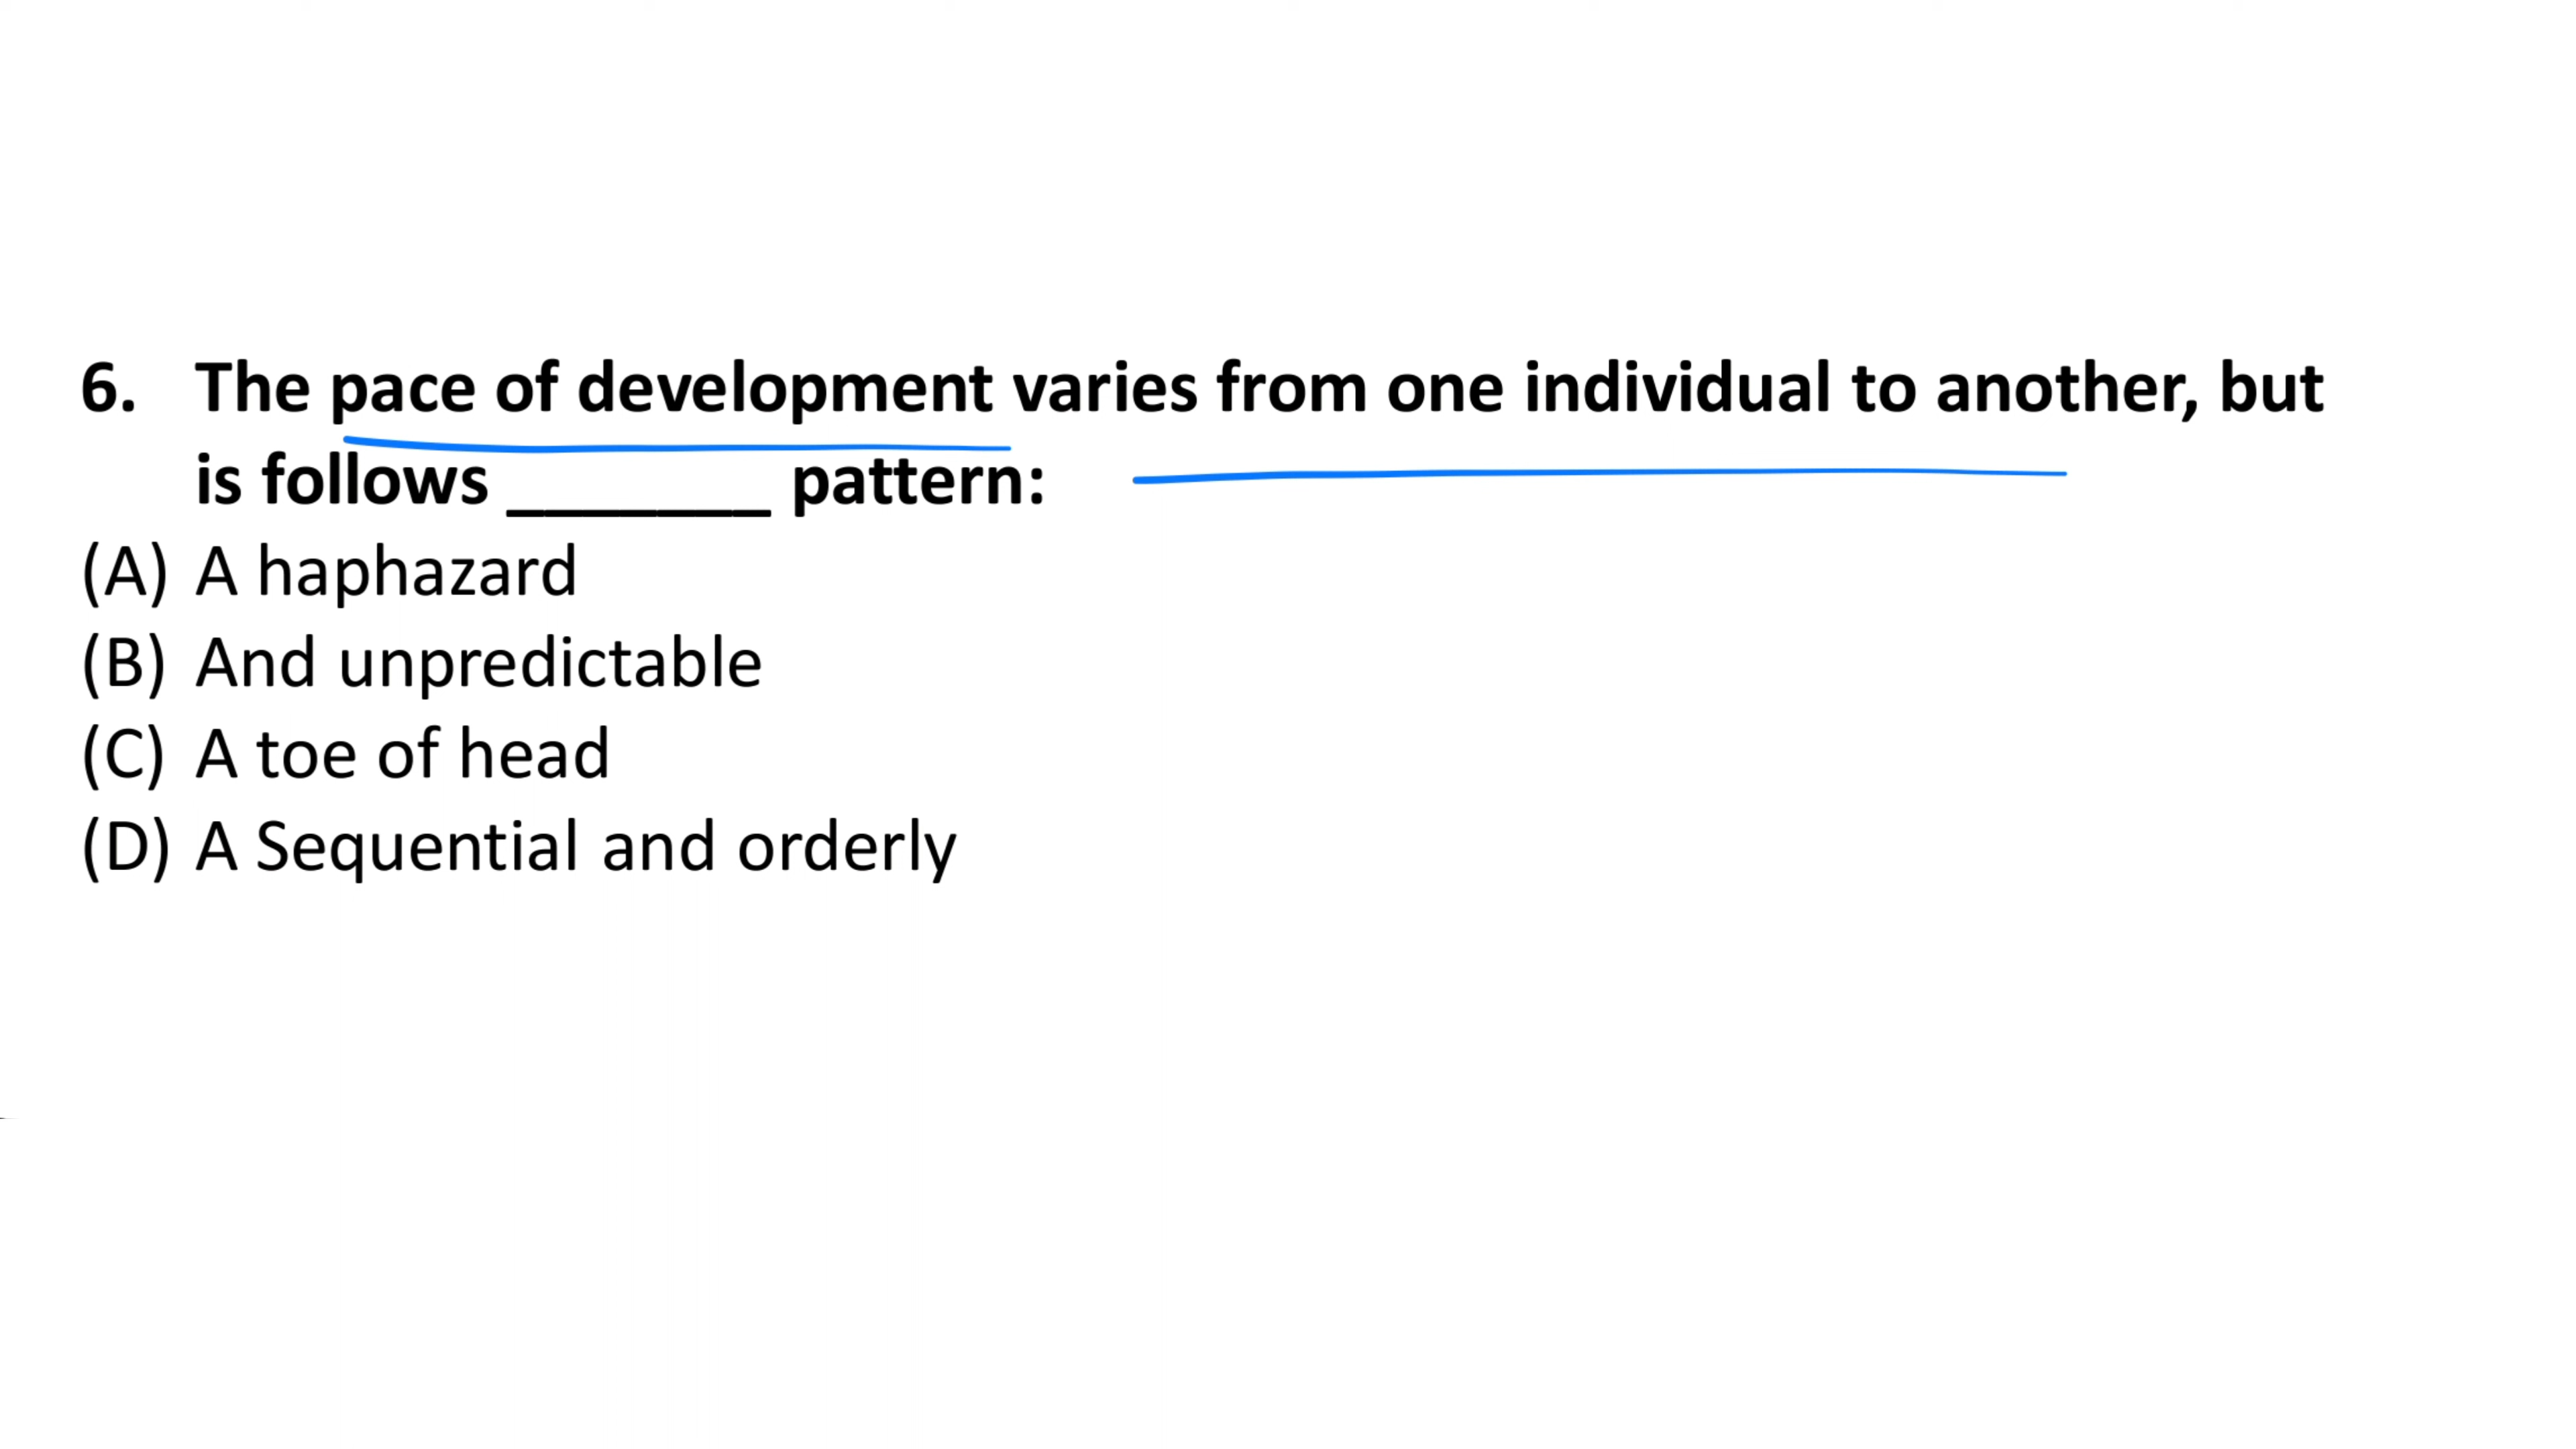 6. The pace of development varies from one individual to another, but
is follows _______ pattern:
(A) A haphazard
(B) And unpredictable
(C) A toe of head
(D) A Sequential and orderly